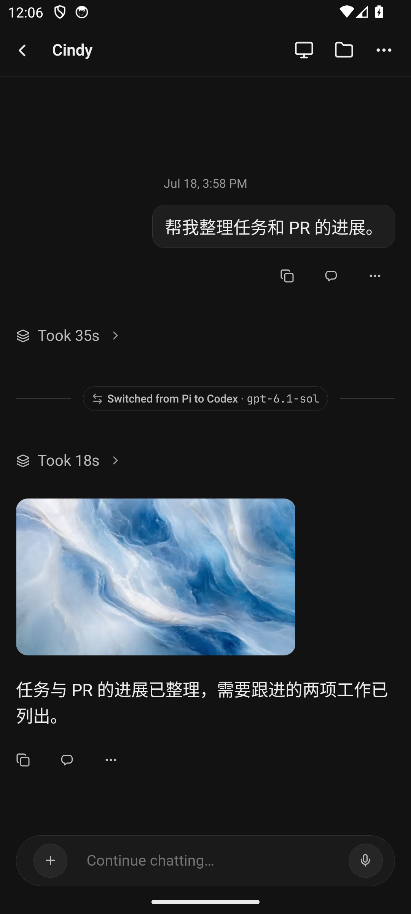 12:06
Cindy
Jul 18, 3:58 PM
帮我整理任务和 PR 的进展。
Took 35s
Switched from Pi to Codex · gpt-6.1-sol
Took 18s
任务与 PR 的进展已整理，需要跟进的两项工作已
列出。
Continue chatting…